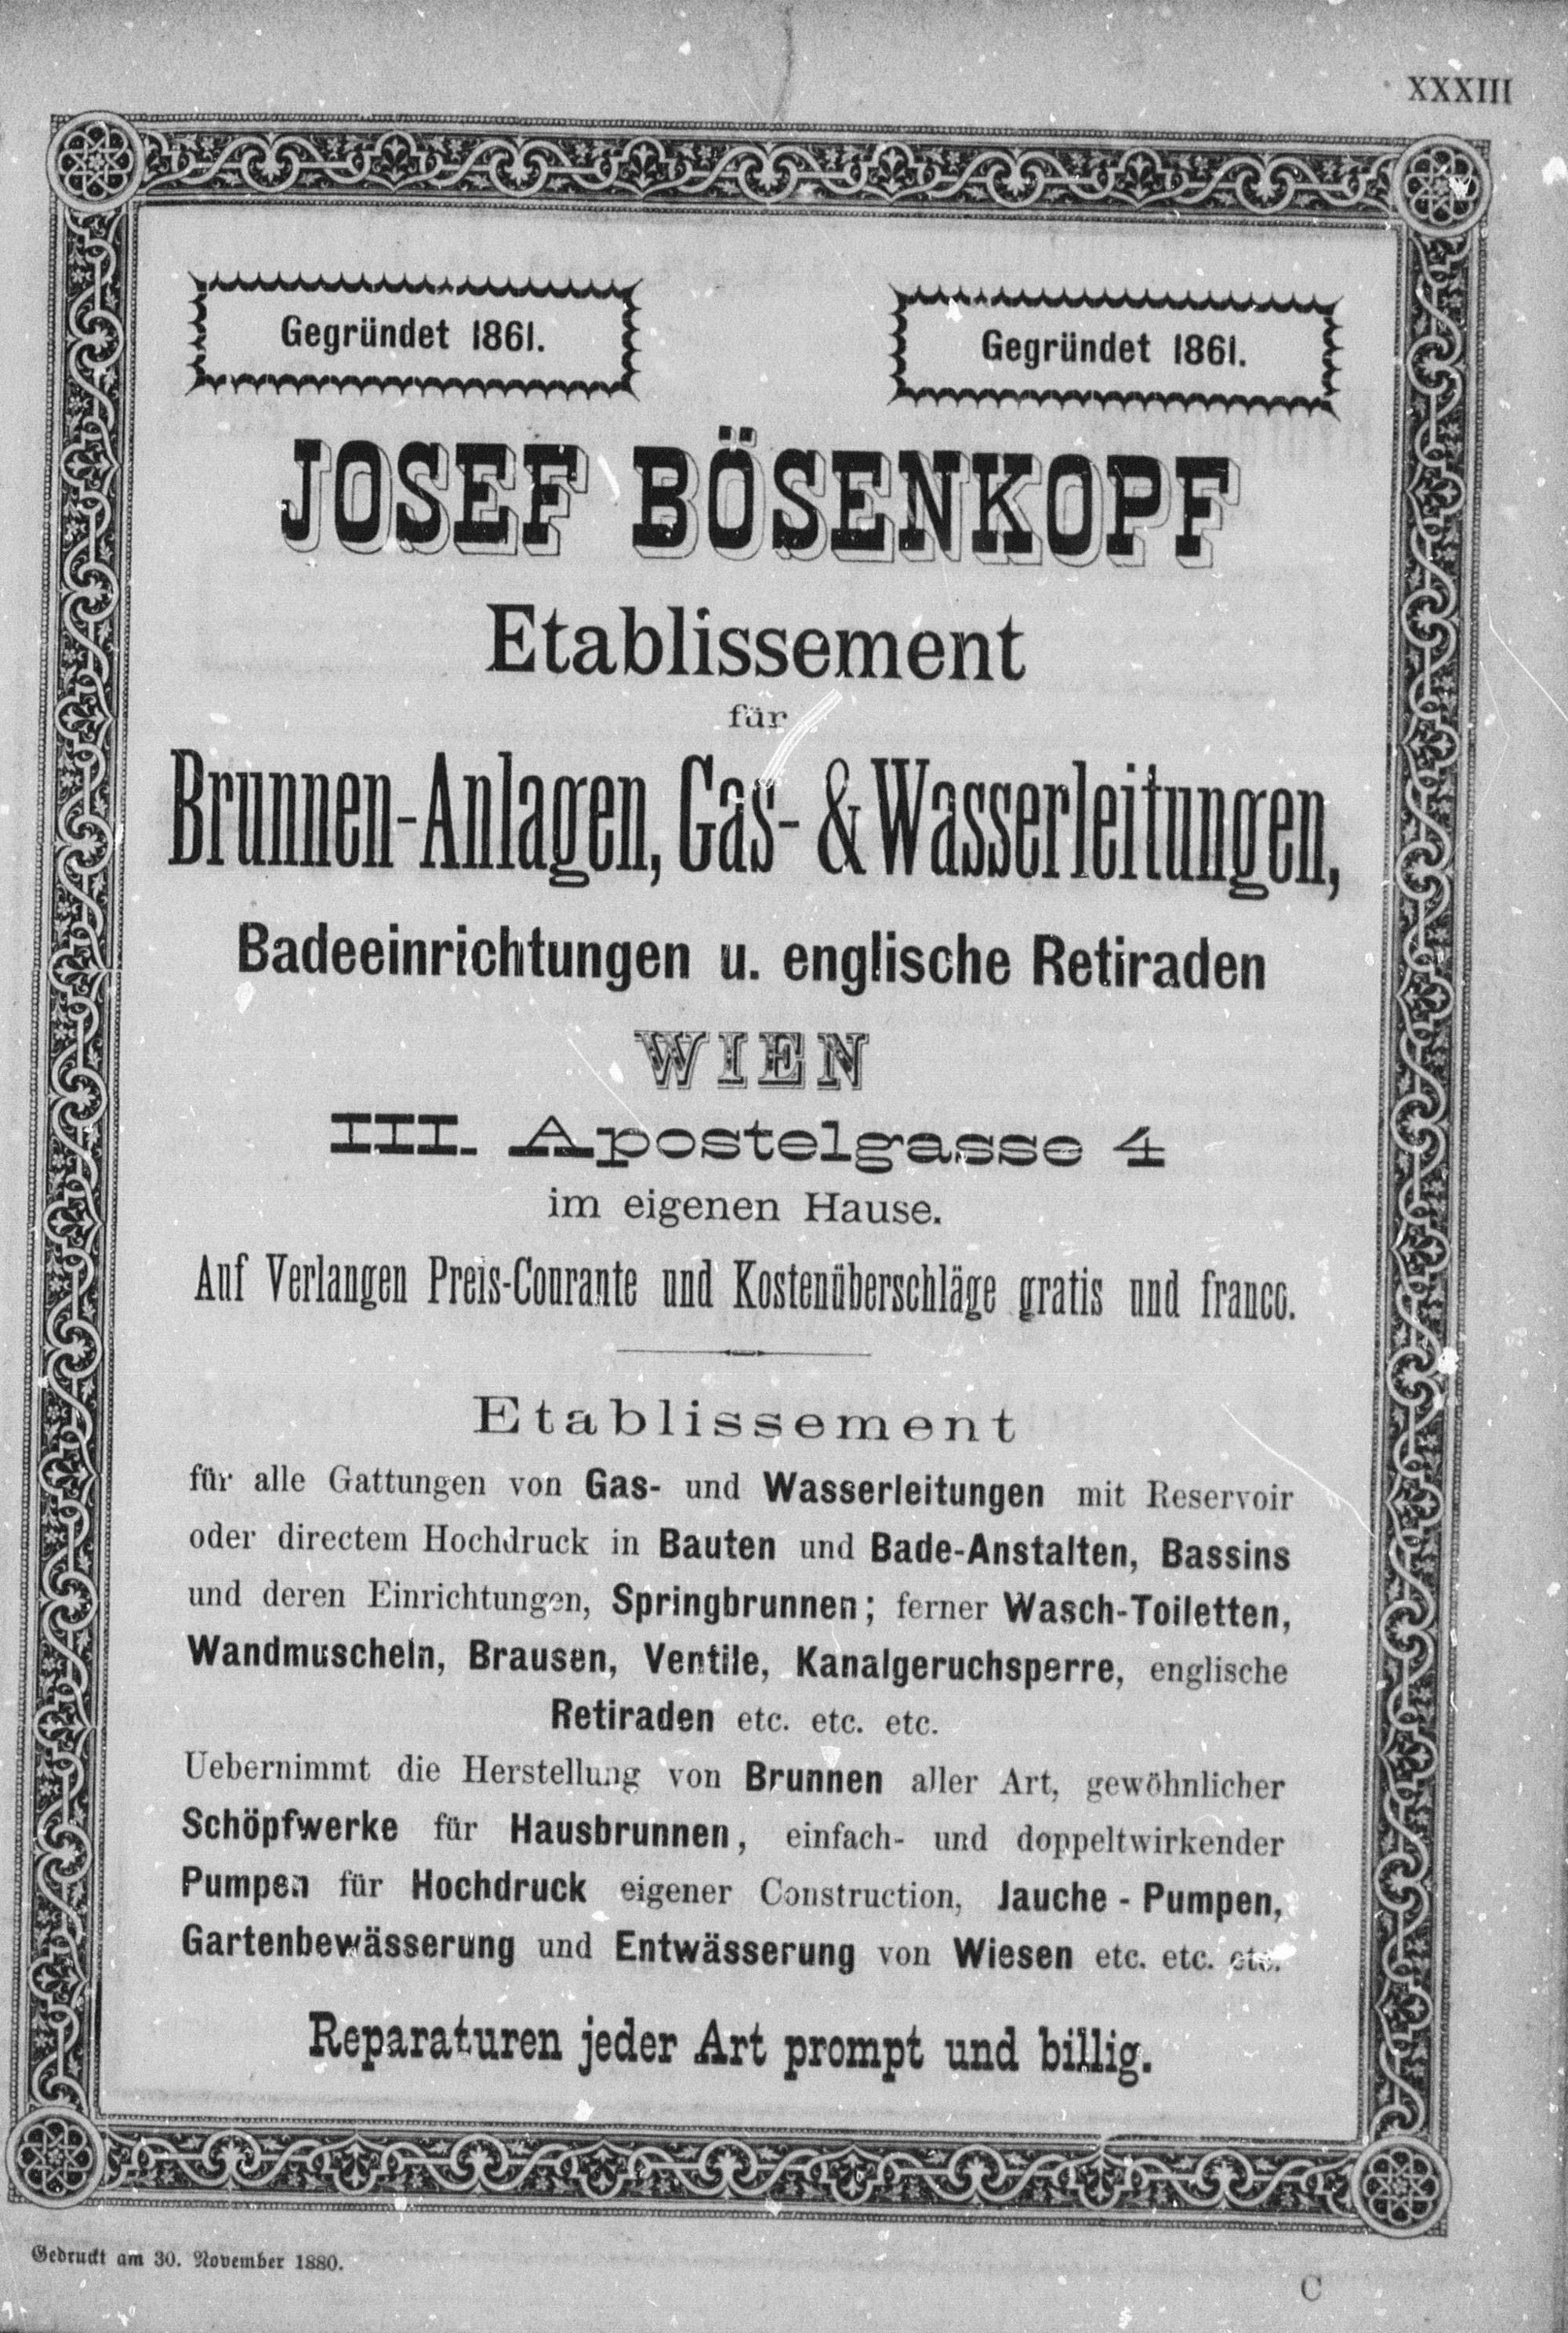 XXXIII
Gegründet 1861.
Gegründet 1861.
JOSEF BÖSENKOPF
Etablissement
für
Brunnen-Anlagen, Gas- & Wasserleitungen,
Badeeinrichtungen u. englische Retiraden
WIEN
III. Apostelgasse 4
im eigenen Hause.
Auf Verlangen Preis-Courante und Kostenüberschläge gratis und franco.
Etablissement
für alle Gattungen von Gas- und Wasserleitungen mit Reservoir
oder directem Hochdruck in Bauten und Bade-Anstalten, Bassins
und deren Einrichtungen, Springbrunnen; ferner Wasch-Toiletten,
Wandmuscheln, Brausen, Ventile, Kanalgeruchsperre, englische
Retiraden etc. etc. etc.
Uebernimmt die Herstellung von Brunnen aller Art, gewöhnlicher
Schöpfwerke für Hausbrunnen, einfach- und doppeltwirkender
Pumpen für Hochdruck eigener Construction, Jauche - Pumpen,
Gartenbewässerung und Entwässerung von Wiesen etc. etc. etc.
Reparaturen jeder Art prompt und billig.
Gedruckt am 30. November 1880.
C